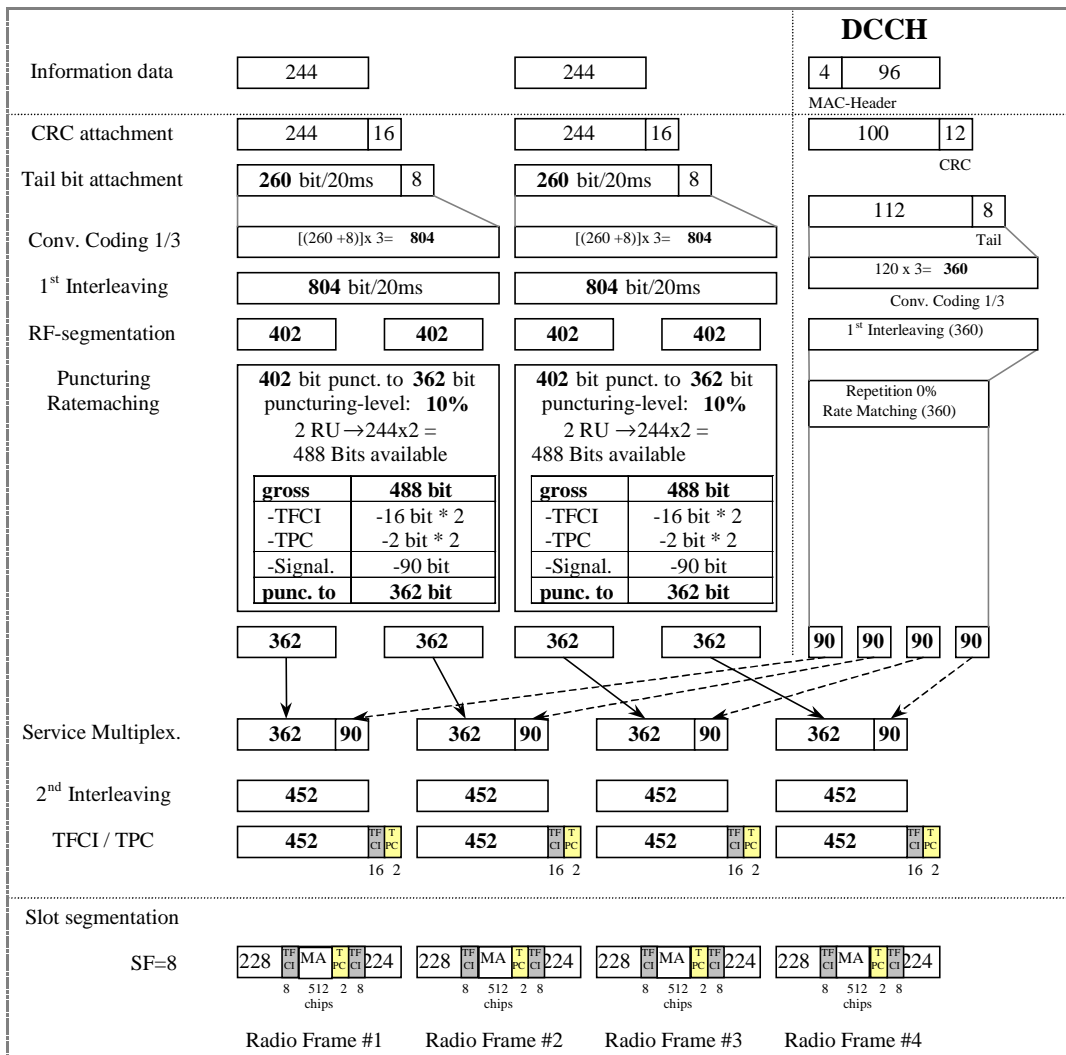 DCCH
Information data 244 244 4 96
MAC-Header
CRC attachment 244 16 244 16 100 12
CRC
Tail bit attachment 260 bit/20ms 8 260 bit/20ms 8
112 8
Tail
Conv. Coding 1/3 [(260 +8)]x 3= 804 [(260 +8)]x 3= 804
120 x 3= 360
Conv. Coding 1/3
1st Interleaving 804 bit/20ms 804 bit/20ms
RF-segmentation 402 402 402 402 1st Interleaving (360)
Puncturing
Ratemaching
402 bit punct. to 362 bit
puncturing-level: 10%
2 RU →244x2 =
488 Bits available
gross 488 bit
-TFCI -16 bit * 2
-TPC -2 bit * 2
-Signal. -90 bit
punc. to 362 bit
402 bit punct. to 362 bit
puncturing-level: 10%
2 RU →244x2 =
488 Bits available
gross 488 bit
-TFCI -16 bit * 2
-TPC -2 bit * 2
-Signal. -90 bit
punc. to 362 bit
Repetition 0%
Rate Matching (360)
362 362 362 362 90 90 90 90
Service Multiplex. 362 90 362 90 362 90 362 90
2nd Interleaving 452 452 452 452
TFCI / TPC 452 TF CI T PC 452 TF CI T PC 452 TF CI T PC 452 TF CI T PC
16 2 16 2 16 2 16 2
Slot segmentation
SF=8 228 TF CI MA T PC TF CI 224 228 TF CI MA T PC TF CI 224 228 TF CI MA T PC TF CI 224 228 TF CI MA T PC TF CI 224
8 512 2 8 8 512 2 8 8 512 2 8 8 512 2 8
chips chips chips chips
Radio Frame #1 Radio Frame #2 Radio Frame #3 Radio Frame #4